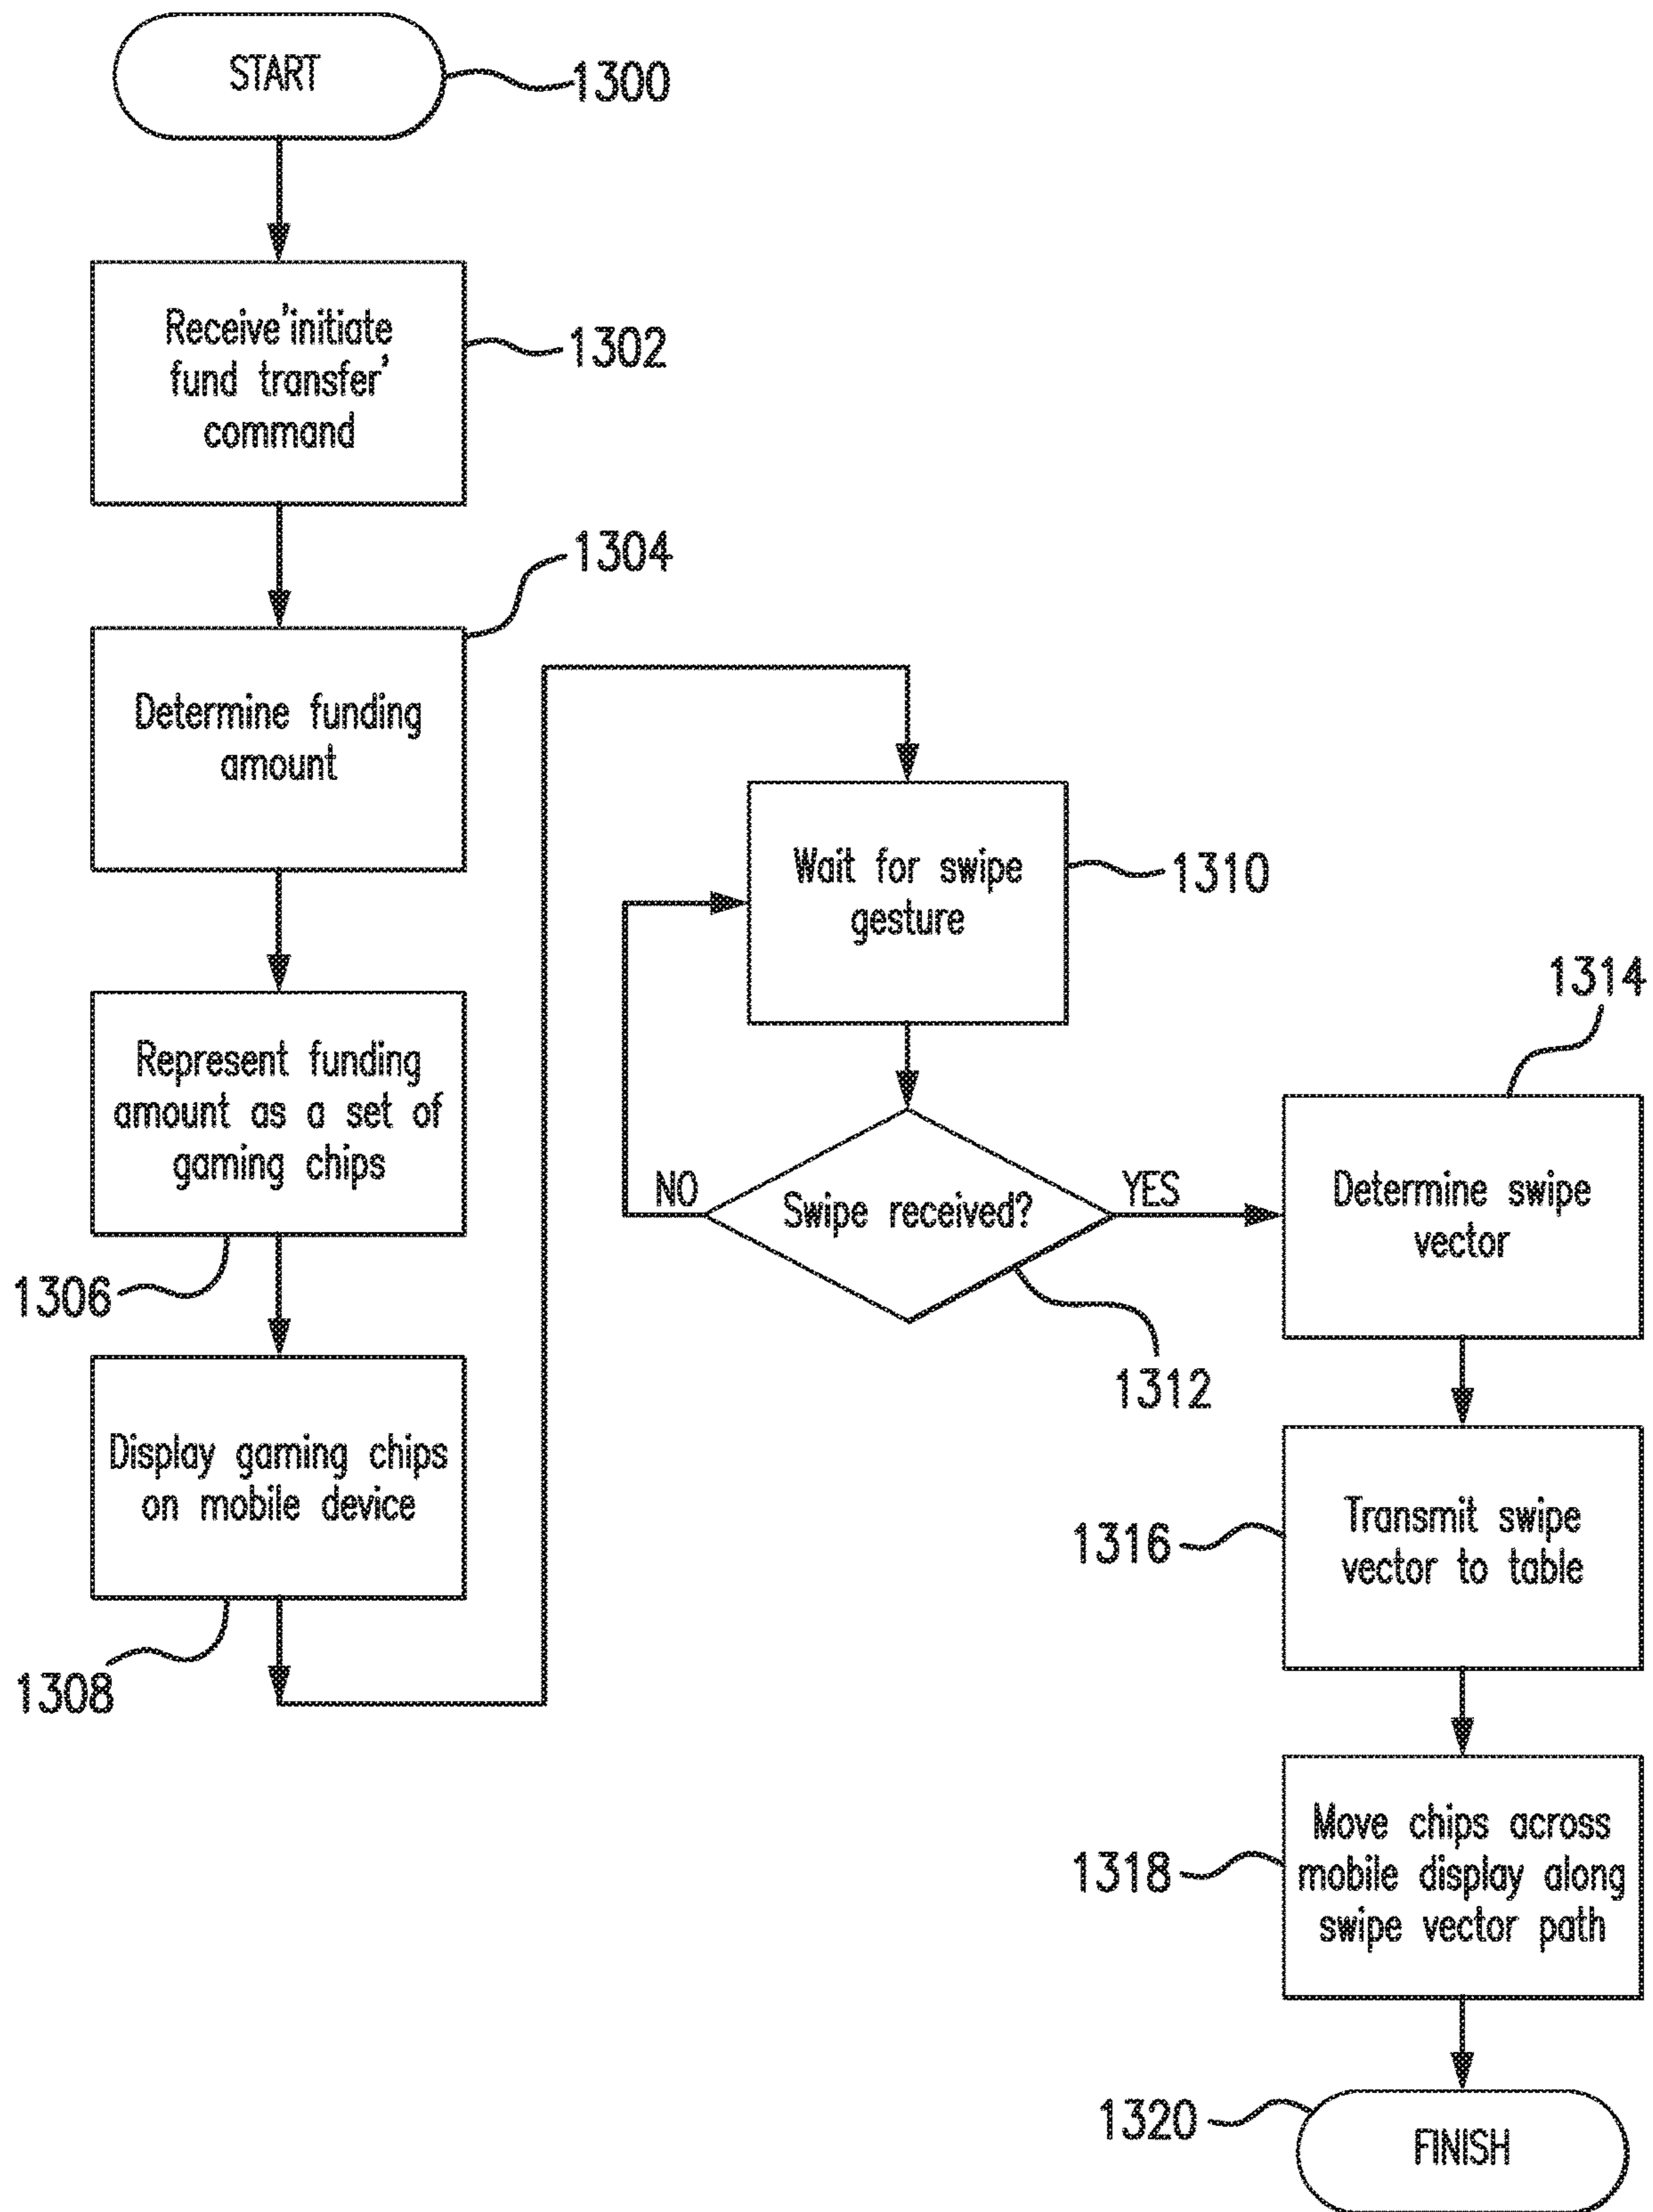 START
1300
Receive'initiate
fund transfer'
command
1302
1304
Determine funding
amount
Represent funding
amount as a set of
gaming chips
1306
Display gaming chips
on mobile device
1308
Wait for swipe
gesture
1310
NO
Swipe received?
YES
1312
1314
Determine swipe
vector
Transmit swipe
vector to table
1316
Move chips across
mobile display along
swipe vector path
1318
1320
FINISH